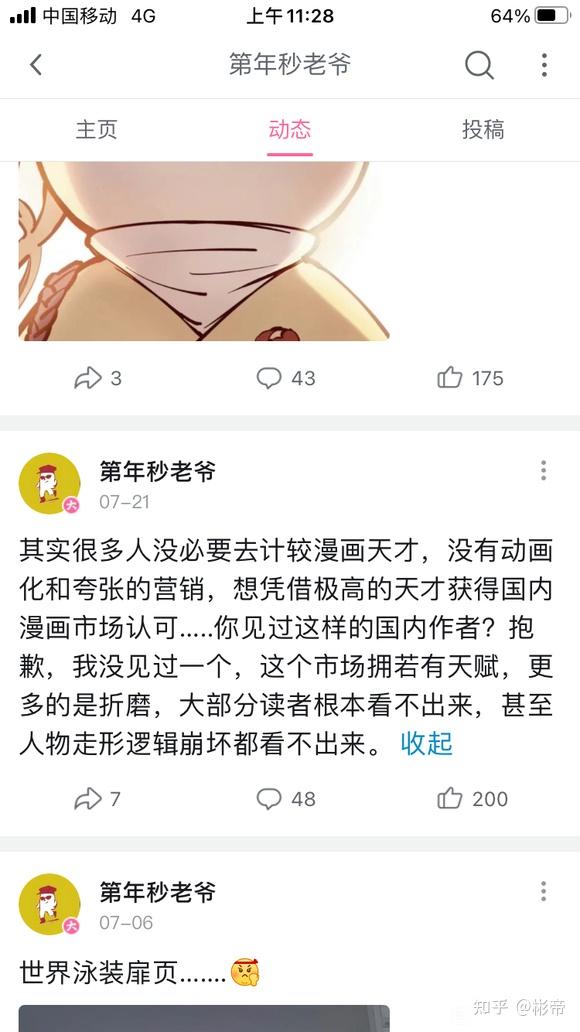 中国移动 4G 上午11:28 64%
第年秒老爷
主页 动态 投稿
3 43 175
第年秒老爷
大
07-21
其实很多人没必要去计较漫画天才，没有动画
化和夸张的营销，想凭借极高的天才获得国内
漫画市场认可.....你见过这样的国内作者？抱
歉，我没见过一个，这个市场拥若有天赋，更
多的是折磨，大部分读者根本看不出来，甚至
人物走形逻辑崩坏都看不出来。 收起
7 48 200
第年秒老爷
大
07-06
世界泳装扉页.......
知乎 @彬帝